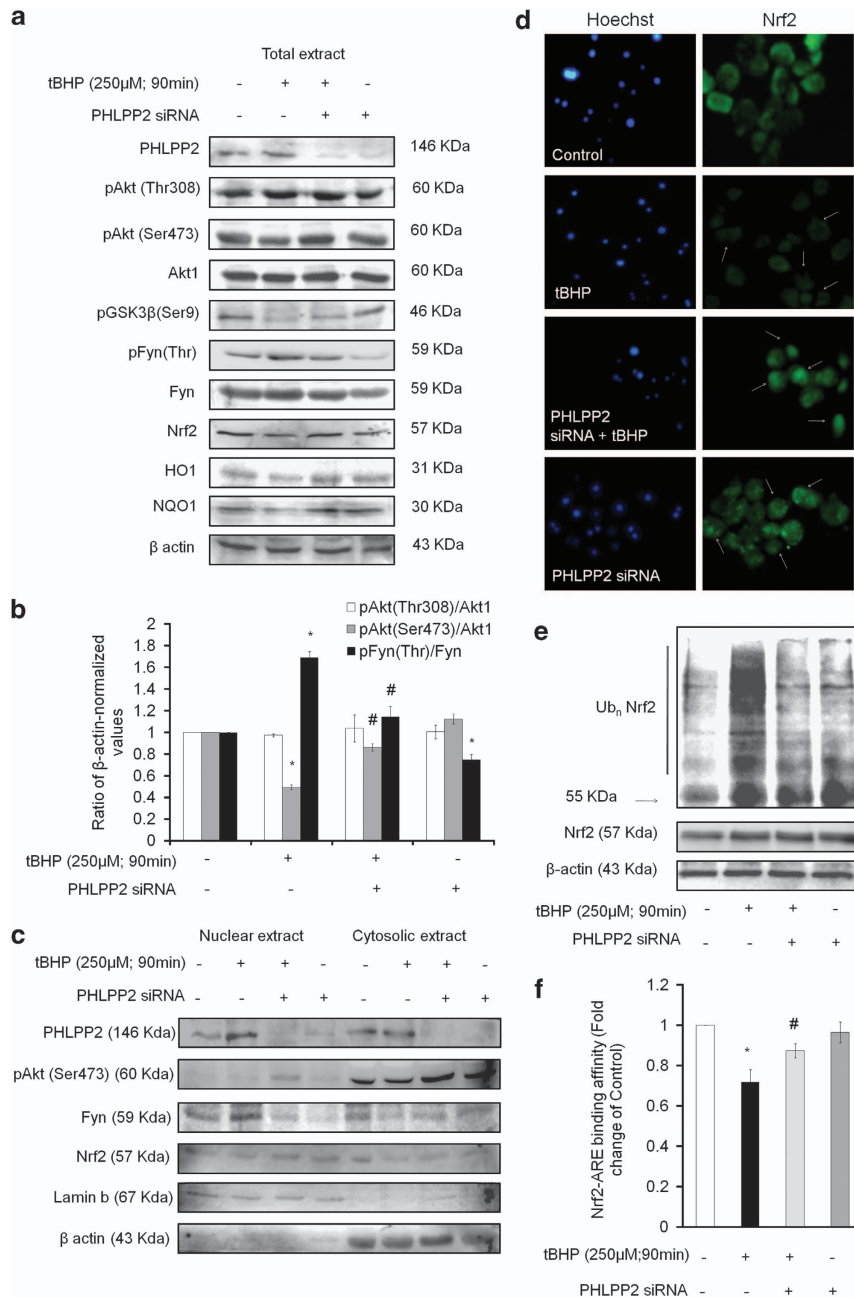 a
Total extract
tBHP (250µM; 90min) - + + -
PHLPP2 siRNA - - + +
PHLPP2 146 KDa
pAkt (Thr308) 60 KDa
pAkt (Ser473) 60 KDa
Akt1 60 KDa
pGSK3β(Ser9) 46 KDa
pFyn(Thr) 59 KDa
Fyn 59 KDa
Nrf2 57 KDa
HO1 31 KDa
NQO1 30 KDa
β actin 43 KDa
b
pAkt(Thr308)/Akt1
pAkt(Ser473)/Akt1
pFyn(Thr)/Fyn
Ratio of β-actin-normalized
values
2
1.8
1.6
1.4
1.2
1
0.8
0.6
0.4
0.2
0
* * # # *
tBHP (250µM; 90min) - + + -
PHLPP2 siRNA - - + +
c
Nuclear extract Cytosolic extract
tBHP (250µM; 90min) - + + - - + + -
PHLPP2 siRNA - - + + - - + +
PHLPP2 (146 Kda)
pAkt (Ser473) (60 Kda)
Fyn (59 Kda)
Nrf2 (57 Kda)
Lamin b (67 Kda)
β actin (43 Kda)
d
Hoechst Nrf2
Control
tBHP
PHLPP2
siRNA + tBHP
PHLPP2 siRNA
e
Ubn Nrf2
55 KDa
Nrf2 (57 Kda)
β-actin (43 Kda)
tBHP (250µM; 90min) - + + -
PHLPP2 siRNA - - + +
f
Nrf2-ARE binding affinity (Fold
change of Control)
1.2
1
0.8
0.6
0.4
0.2
0
* #
tBHP (250µM;90min) - + + -
PHLPP2 siRNA - - + +